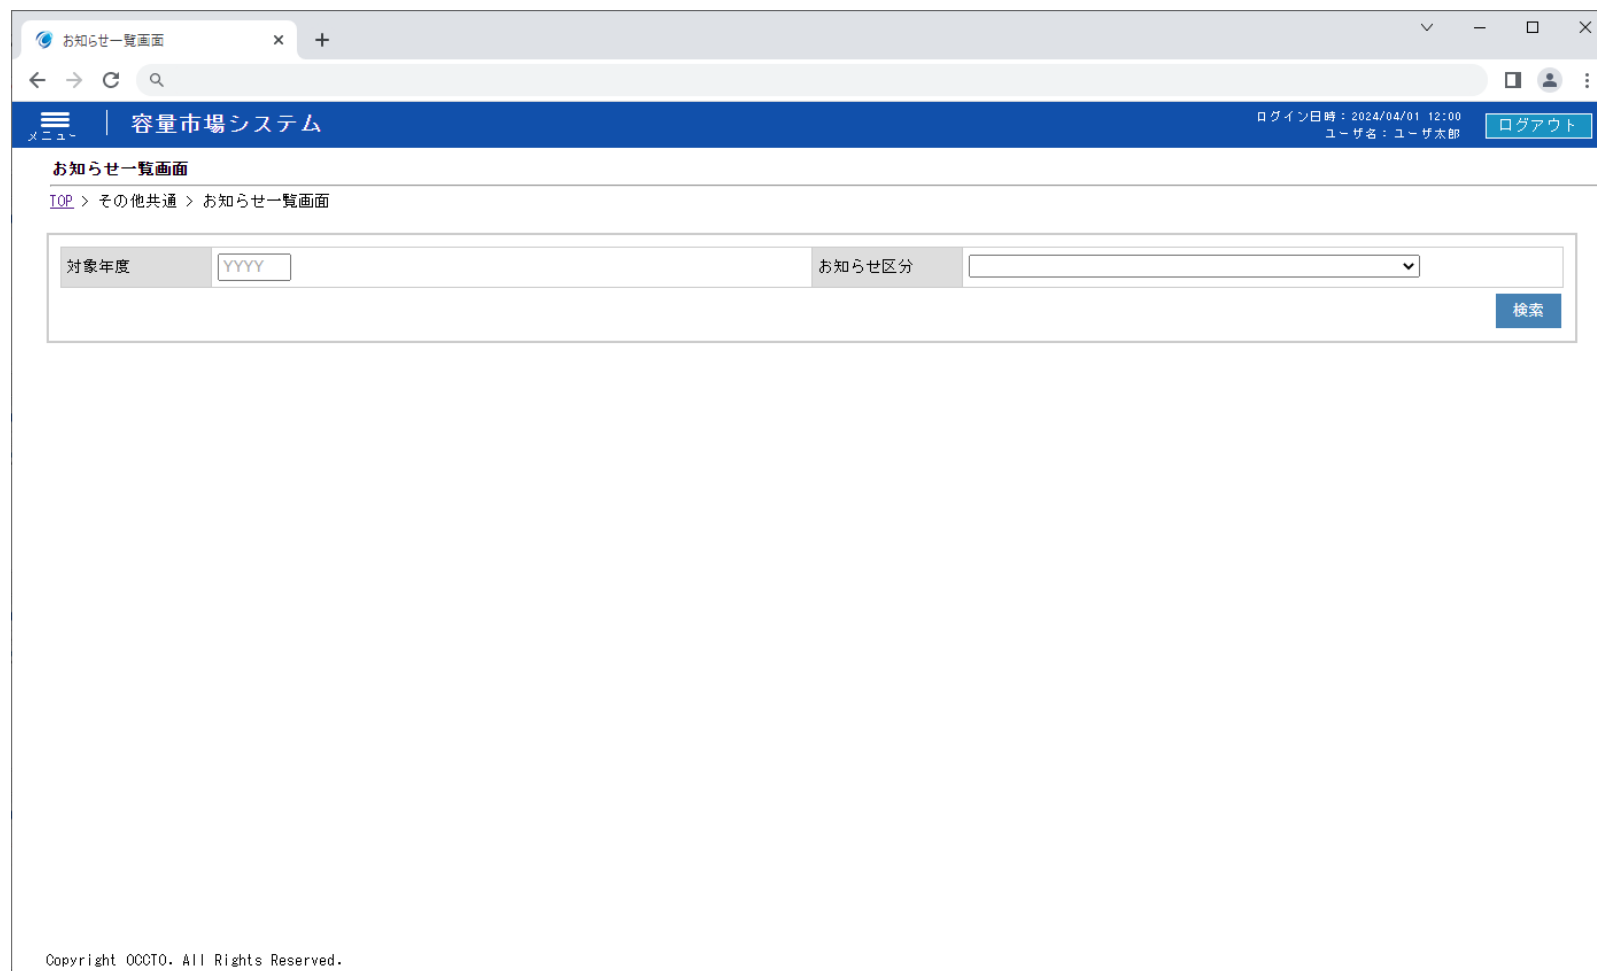 お知らせ一覧画面
メニュー
容量市場システム
ログイン日時：2024/04/01 12:00
ユーザ名：ユーザ太郎
ログアウト
お知らせ一覧画面
TOP > その他共通 > お知らせ一覧画面
対象年度 YYYY お知らせ区分
検索
Copyright OCCTO. All Rights Reserved.